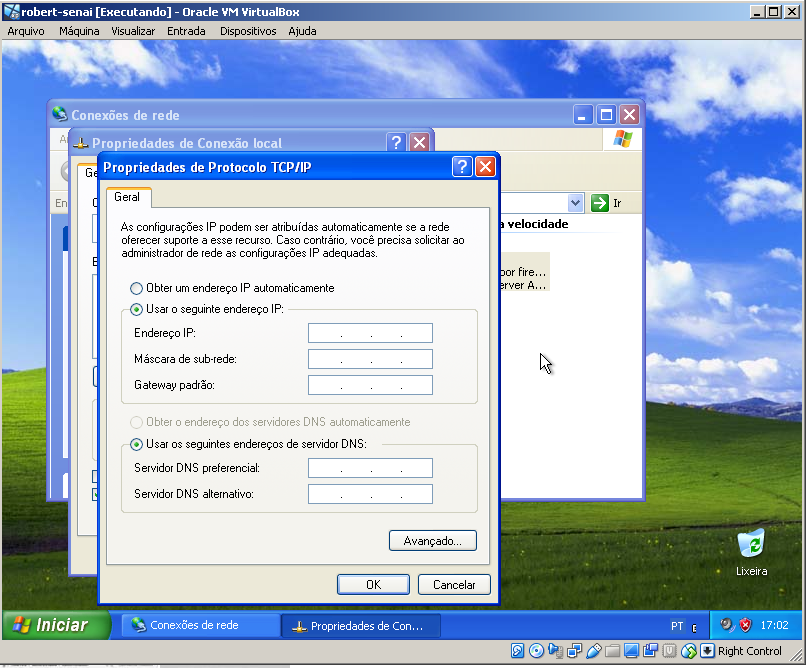 robert-senai [Executando] - Oracle VM VirtualBox
Arquivo Máquina Visualizar Entrada Dispositivos Ajuda
Conexões de rede
Propriedades de Conexão local
Propriedades de Protocolo TCP/IP
Ir
a velocidade
por fire...
erver A...
Geral
As configurações IP podem ser atribuídas automaticamente se a rede
oferecer suporte a esse recurso. Caso contrário, você precisa solicitar ao
administrador de rede as configurações IP adequadas.
Obter um endereço IP automaticamente
Usar o seguinte endereço IP:
Endereço IP:
Máscara de sub-rede:
Gateway padrão:
Obter o endereço dos servidores DNS automaticamente
Usar os seguintes endereços de servidor DNS:
Servidor DNS preferencial:
Servidor DNS alternativo:
Avançado...
OK Cancelar
Lixeira
Iniciar Conexões de rede Propriedades de Con... PT 17:02
Right Control